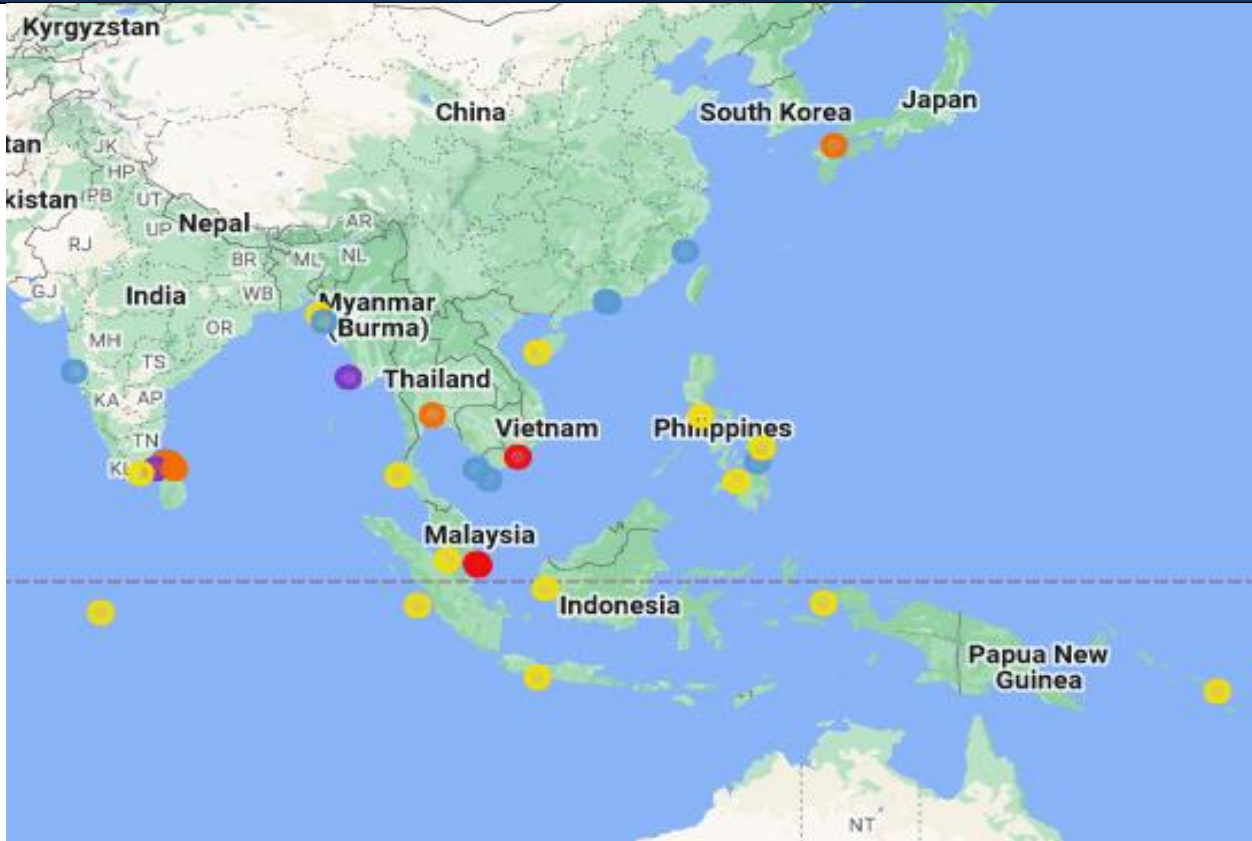 Kyrgyzstan
China
South Korea
Japan
tan
JK
HP
kistan
PB
UT
UP
Nepal
AR
RJ
BR
ML
NL
GJ
India
WB
Myanmar
(Burma)
OR
MH
TS
Thailand
KA
AP
Vietnam
Philippines
TN
KL
Malaysia
Indonesia
Papua New
Guinea
NT